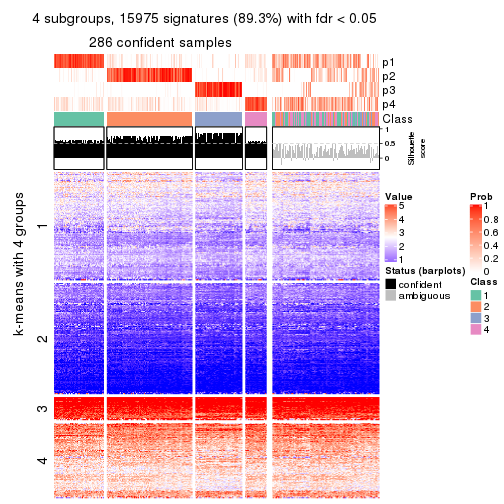 4 subgroups, 15975 signatures (89.3%) with fdr < 0.05
286 confident samples
p1
p2
p3
p4
Class
1
0.5
0
Silhouette
score
k-means with 4 groups
1
2
3
4
Value
5
4
3
2
1
Status (barplots)
confident
ambiguous
Prob
1
0.8
0.6
0.4
0.2
0
Class
1
2
3
4